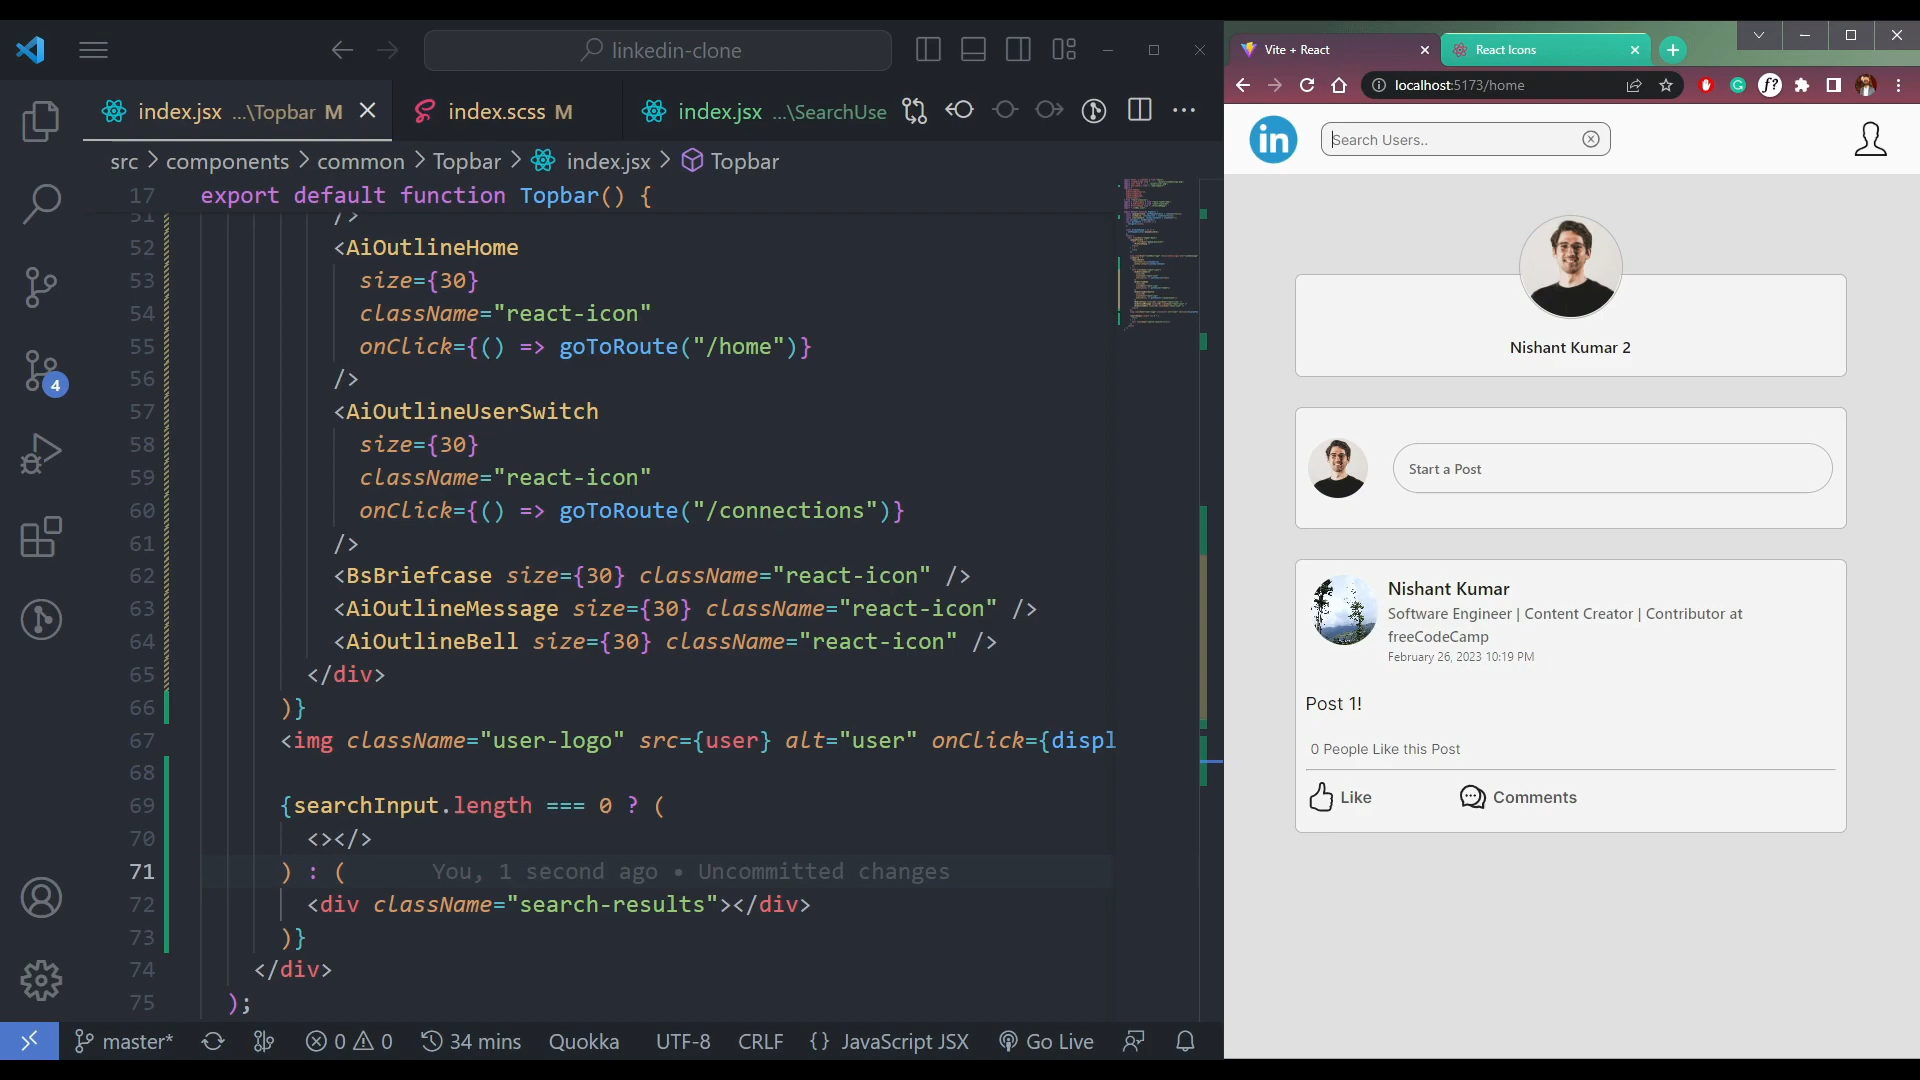 linkedin-clone
index.jsx ...\Topbar M
index.scss M
index.jsx ...\SearchUse
src > components > common > Topbar > index.jsx > Topbar
17 export default function Topbar() {
51 />
52 <AiOutlineHome
53 size={30}
54 className="react-icon"
55 onClick={() => goToRoute("/home")}
56 />
57 <AiOutlineUserSwitch
58 size={30}
59 className="react-icon"
60 onClick={() => goToRoute("/connections")}
61 />
62 <BsBriefcase size={30} className="react-icon" />
63 <AiOutlineMessage size={30} className="react-icon" />
64 <AiOutlineBell size={30} className="react-icon" />
65 </div>
66 )}
67 <img className="user-logo" src={user} alt="user" onClick={displ
68
69 {searchInput.length === 0 ? (
70 <></>
71 ) : ( You, 1 second ago • Uncommitted changes
72 <div className="search-results"></div>
73 )}
74 </div>
75 );
4
master* 0 0 34 mins Quokka UTF-8 CRLF {} JavaScript JSX Go Live
Vite + React
React Icons
localhost:5173/home
in
Search Users..
Nishant Kumar 2
Start a Post
Nishant Kumar
Software Engineer | Content Creator | Contributor at
freeCodeCamp
February 26, 2023 10:19 PM
Post 1!
0 People Like this Post
Like
Comments